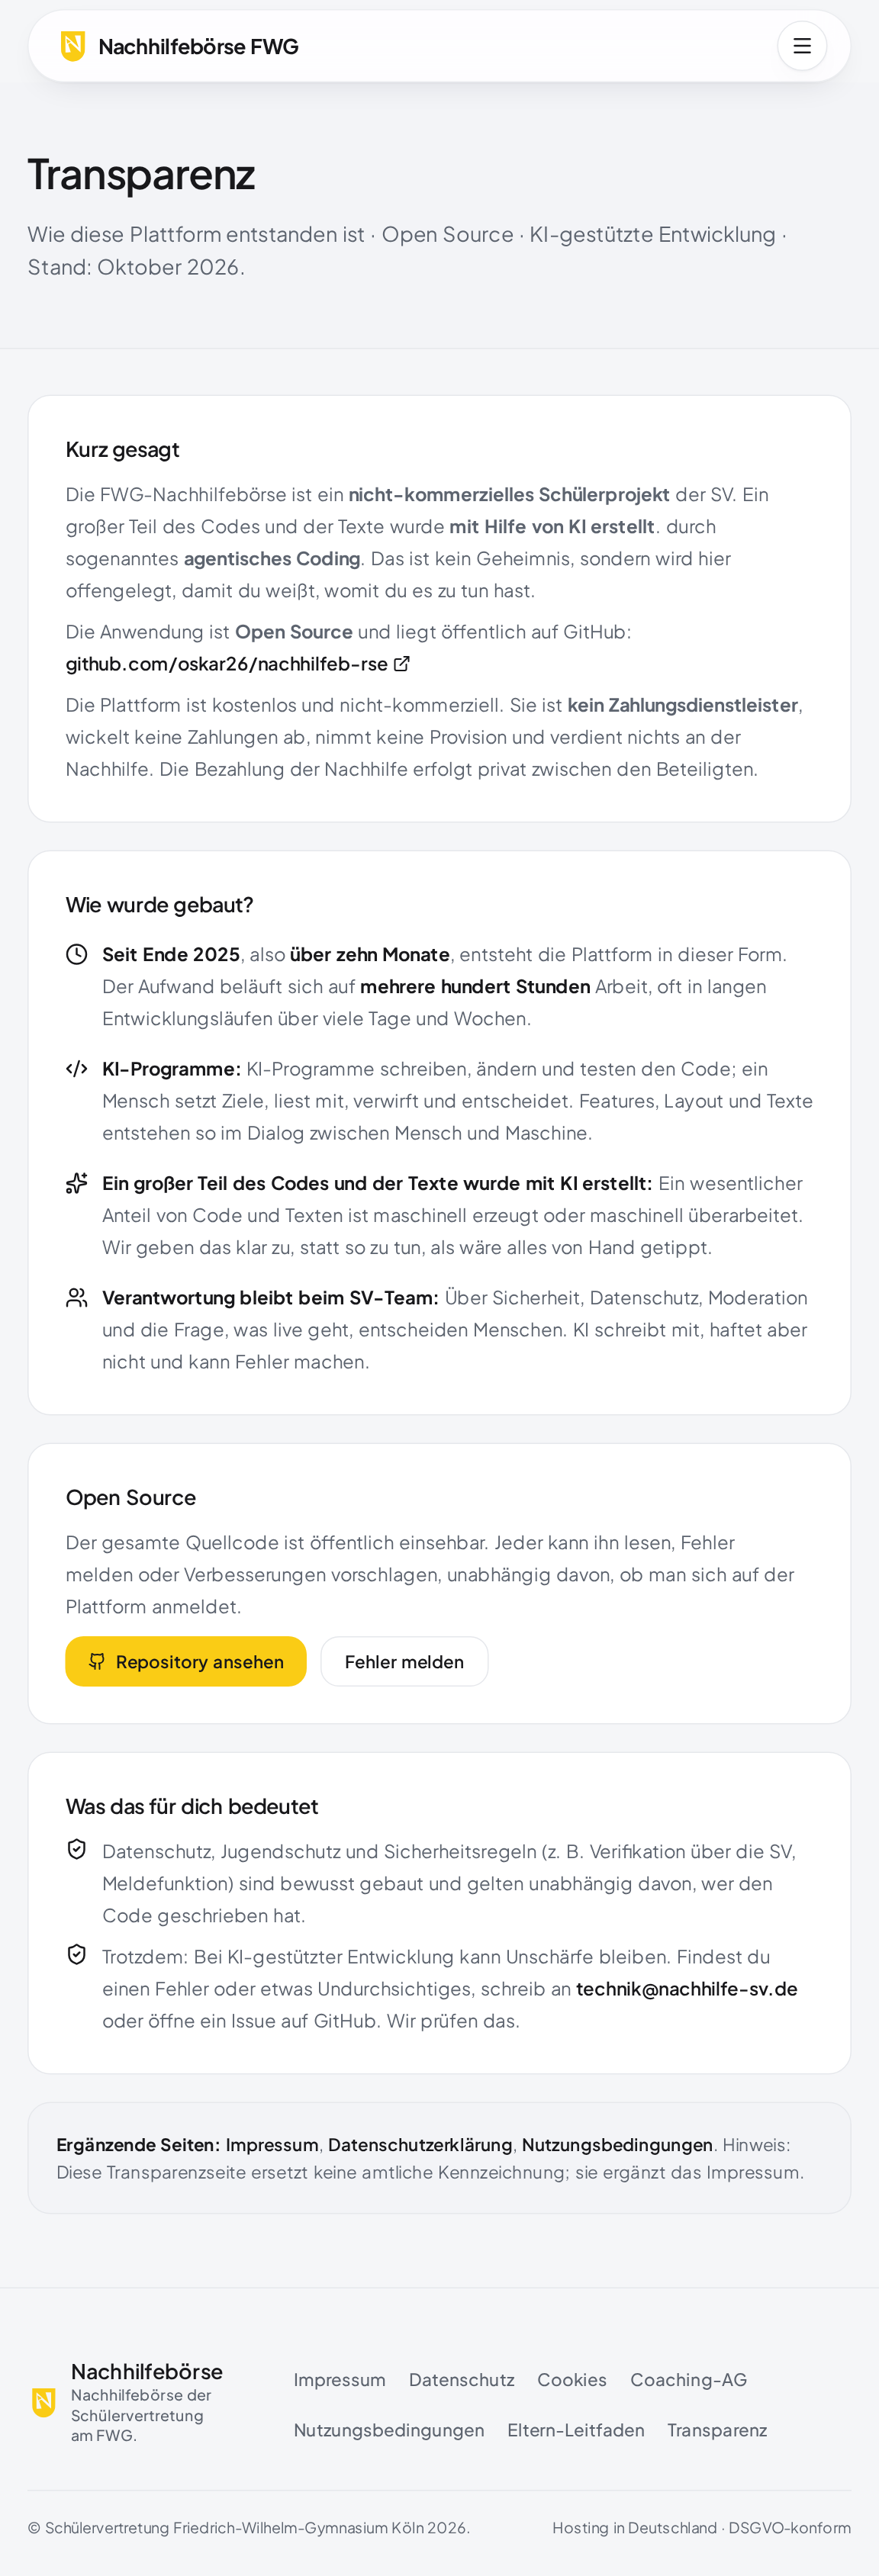 Nachhilfebörse FWG
Transparenz
Wie diese Plattform entstanden ist · Open Source · KI-gestützte Entwicklung ·
Stand: Oktober 2026.
Kurz gesagt
Die FWG-Nachhilfebörse ist ein nicht-kommerzielles Schülerprojekt der SV. Ein
großer Teil des Codes und der Texte wurde mit Hilfe von KI erstellt. durch
sogenanntes agentisches Coding. Das ist kein Geheimnis, sondern wird hier
offengelegt, damit du weißt, womit du es zu tun hast.
Die Anwendung ist Open Source und liegt öffentlich auf GitHub:
github.com/oskar26/nachhilfeb-rse
Die Plattform ist kostenlos und nicht-kommerziell. Sie ist kein Zahlungsdienstleister,
wickelt keine Zahlungen ab, nimmt keine Provision und verdient nichts an der
Nachhilfe. Die Bezahlung der Nachhilfe erfolgt privat zwischen den Beteiligten.
Wie wurde gebaut?
Seit Ende 2025, also über zehn Monate, entsteht die Plattform in dieser Form.
Der Aufwand beläuft sich auf mehrere hundert Stunden Arbeit, oft in langen
Entwicklungsläufen über viele Tage und Wochen.
KI-Programme: KI-Programme schreiben, ändern und testen den Code; ein
Mensch setzt Ziele, liest mit, verwirft und entscheidet. Features, Layout und Texte
entstehen so im Dialog zwischen Mensch und Maschine.
Ein großer Teil des Codes und der Texte wurde mit KI erstellt: Ein wesentlicher
Anteil von Code und Texten ist maschinell erzeugt oder maschinell überarbeitet.
Wir geben das klar zu, statt so zu tun, als wäre alles von Hand getippt.
Verantwortung bleibt beim SV-Team: Über Sicherheit, Datenschutz, Moderation
und die Frage, was live geht, entscheiden Menschen. KI schreibt mit, haftet aber
nicht und kann Fehler machen.
Open Source
Der gesamte Quellcode ist öffentlich einsehbar. Jeder kann ihn lesen, Fehler
melden oder Verbesserungen vorschlagen, unabhängig davon, ob man sich auf der
Plattform anmeldet.
Repository ansehen
Fehler melden
Was das für dich bedeutet
Datenschutz, Jugendschutz und Sicherheitsregeln (z. B. Verifikation über die SV,
Meldefunktion) sind bewusst gebaut und gelten unabhängig davon, wer den
Code geschrieben hat.
Trotzdem: Bei KI-gestützter Entwicklung kann Unschärfe bleiben. Findest du
einen Fehler oder etwas Undurchsichtiges, schreib an technik@nachhilfe-sv.de
oder öffne ein Issue auf GitHub. Wir prüfen das.
Ergänzende Seiten: Impressum, Datenschutzerklärung, Nutzungsbedingungen. Hinweis:
Diese Transparenzseite ersetzt keine amtliche Kennzeichnung; sie ergänzt das Impressum.
Nachhilfebörse
Nachhilfebörse der
Schülervertretung
am FWG.
Impressum Datenschutz Cookies Coaching-AG
Nutzungsbedingungen Eltern-Leitfaden Transparenz
© Schülervertretung Friedrich-Wilhelm-Gymnasium Köln 2026.
Hosting in Deutschland · DSGVO-konform